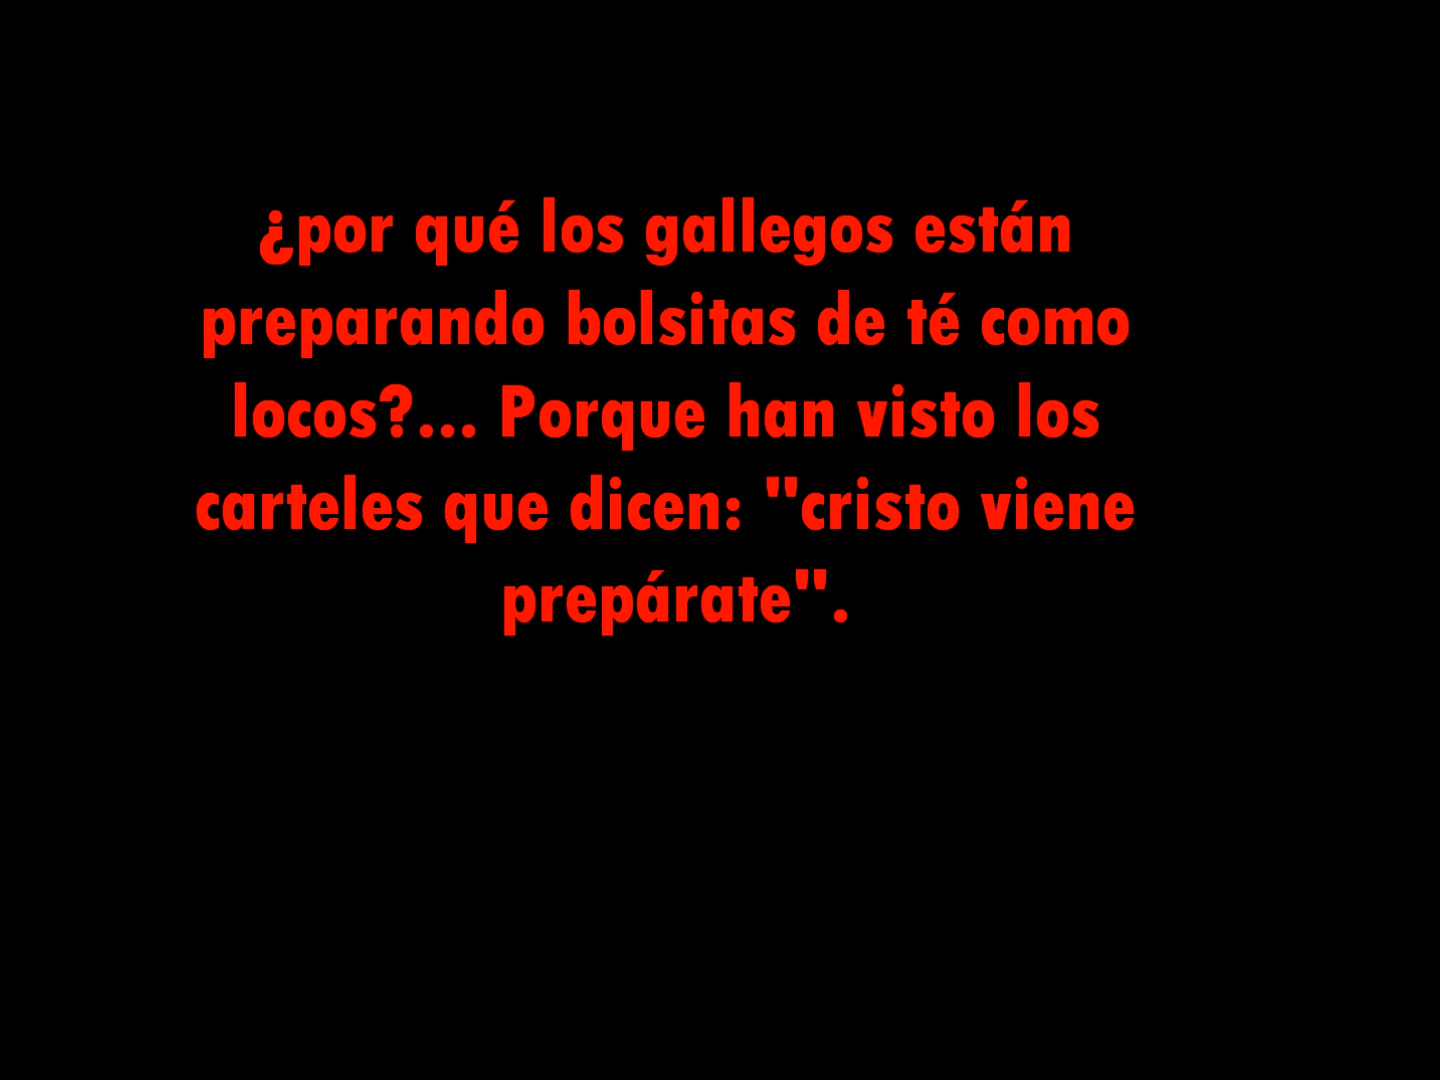 ¿por qué los gallegos están
preparando bolsitas de té como
locos?... Porque han visto los
carteles que dicen: "cristo viene
prepárate".